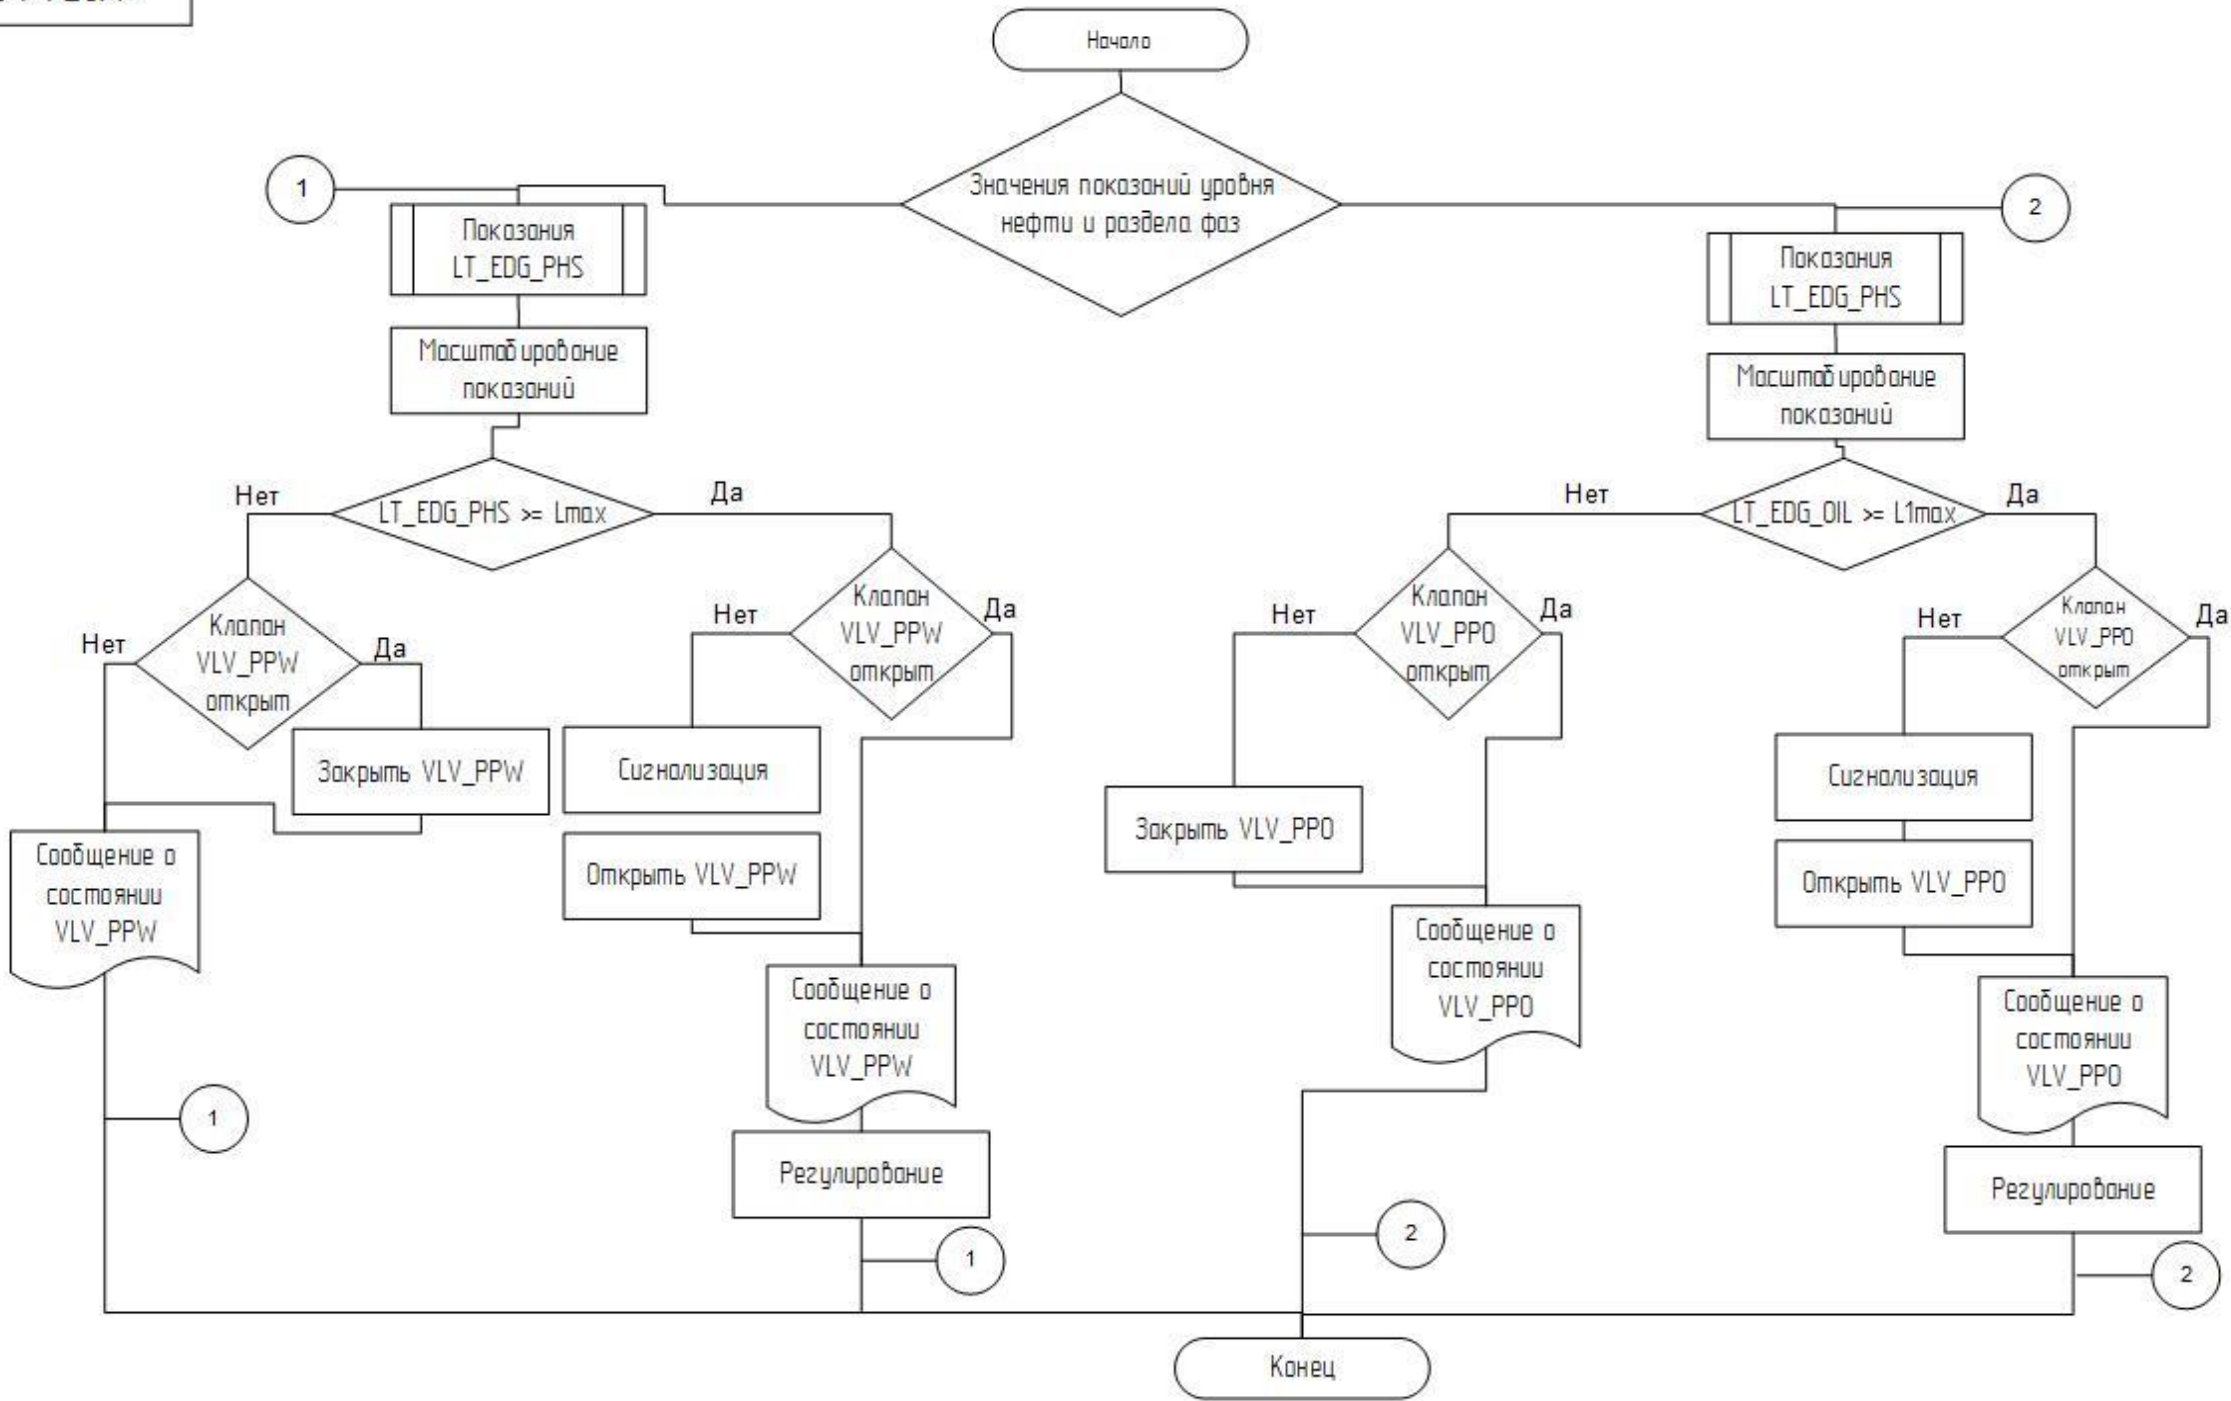 Начало
Значения показаний уровня
нефти и раздела фаз
1
2
Показания
LT_EDG_PHS
Показания
LT_EDG_PHS
Масштабирование
показаний
Масштабирование
показаний
Нет
LT_EDG_PHS >= Lmax
Да
Нет
LT_EDG_OIL >= L1max
Да
Нет
Клапан
VLV_PPW
открыт
Да
Нет
Клапан
VLV_PPW
открыт
Да
Нет
Клапан
VLV_PPO
открыт
Да
Нет
Клапан
VLV_PPO
открыт
Да
Закрыть VLV_PPW
Сигнализация
Закрыть VLV_PPO
Сигнализация
Сообщение о
состоянии
VLV_PPW
Открыть VLV_PPW
Открыть VLV_PPO
Сообщение о
состоянии
VLV_PPW
Сообщение о
состоянии
VLV_PPO
Сообщение о
состоянии
VLV_PPO
1
Регулирование
Регулирование
1
2
2
Конец